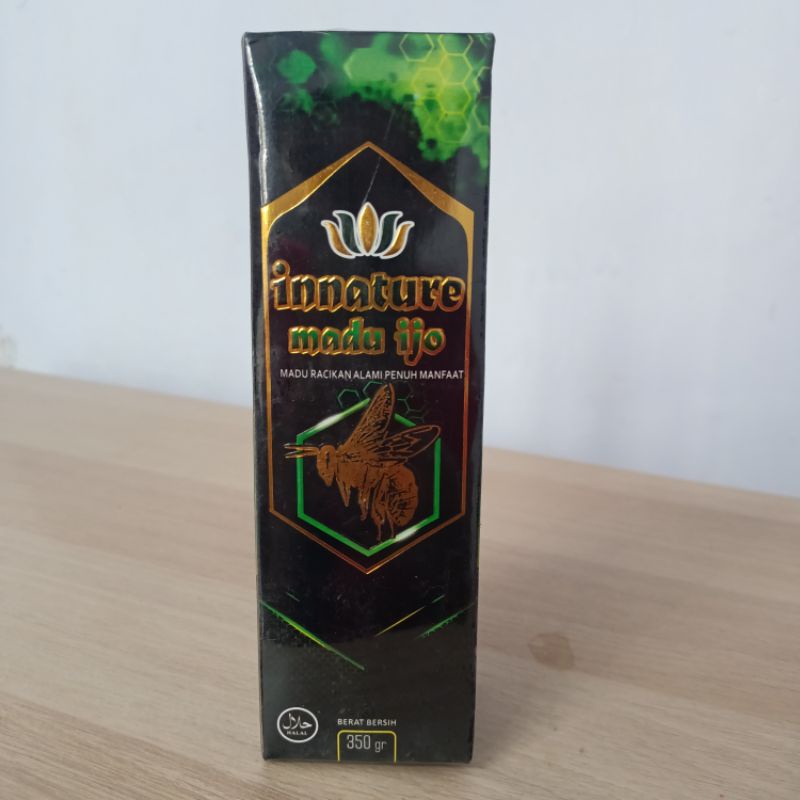 innature
madu ijo
MADU RACIKAN ALAMI PENUH MANFAAT
حلال
HALAL
BERAT BERSIH
350 gr